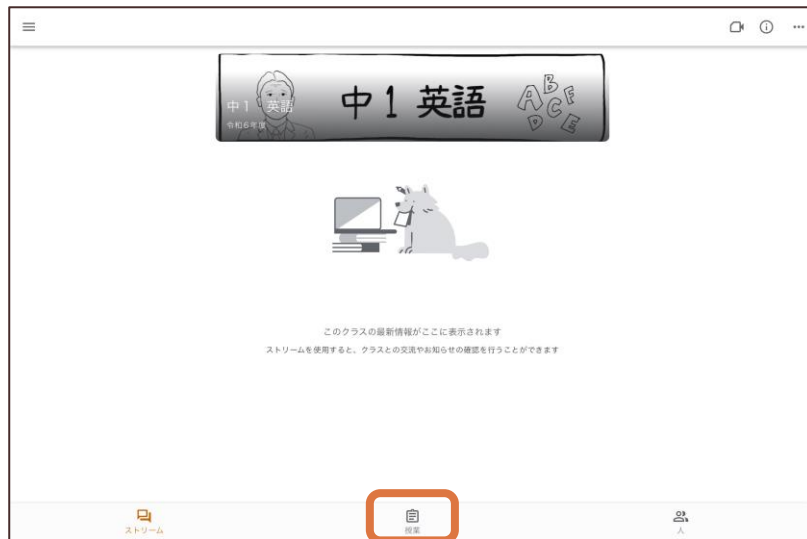 中1 英語
令和6年度
中1 英語
A B C D E F
このクラスの最新情報がここに表示されます
ストリームを使用すると、クラスとの交流やお知らせの確認を行うことができます
ストリーム
授業
人